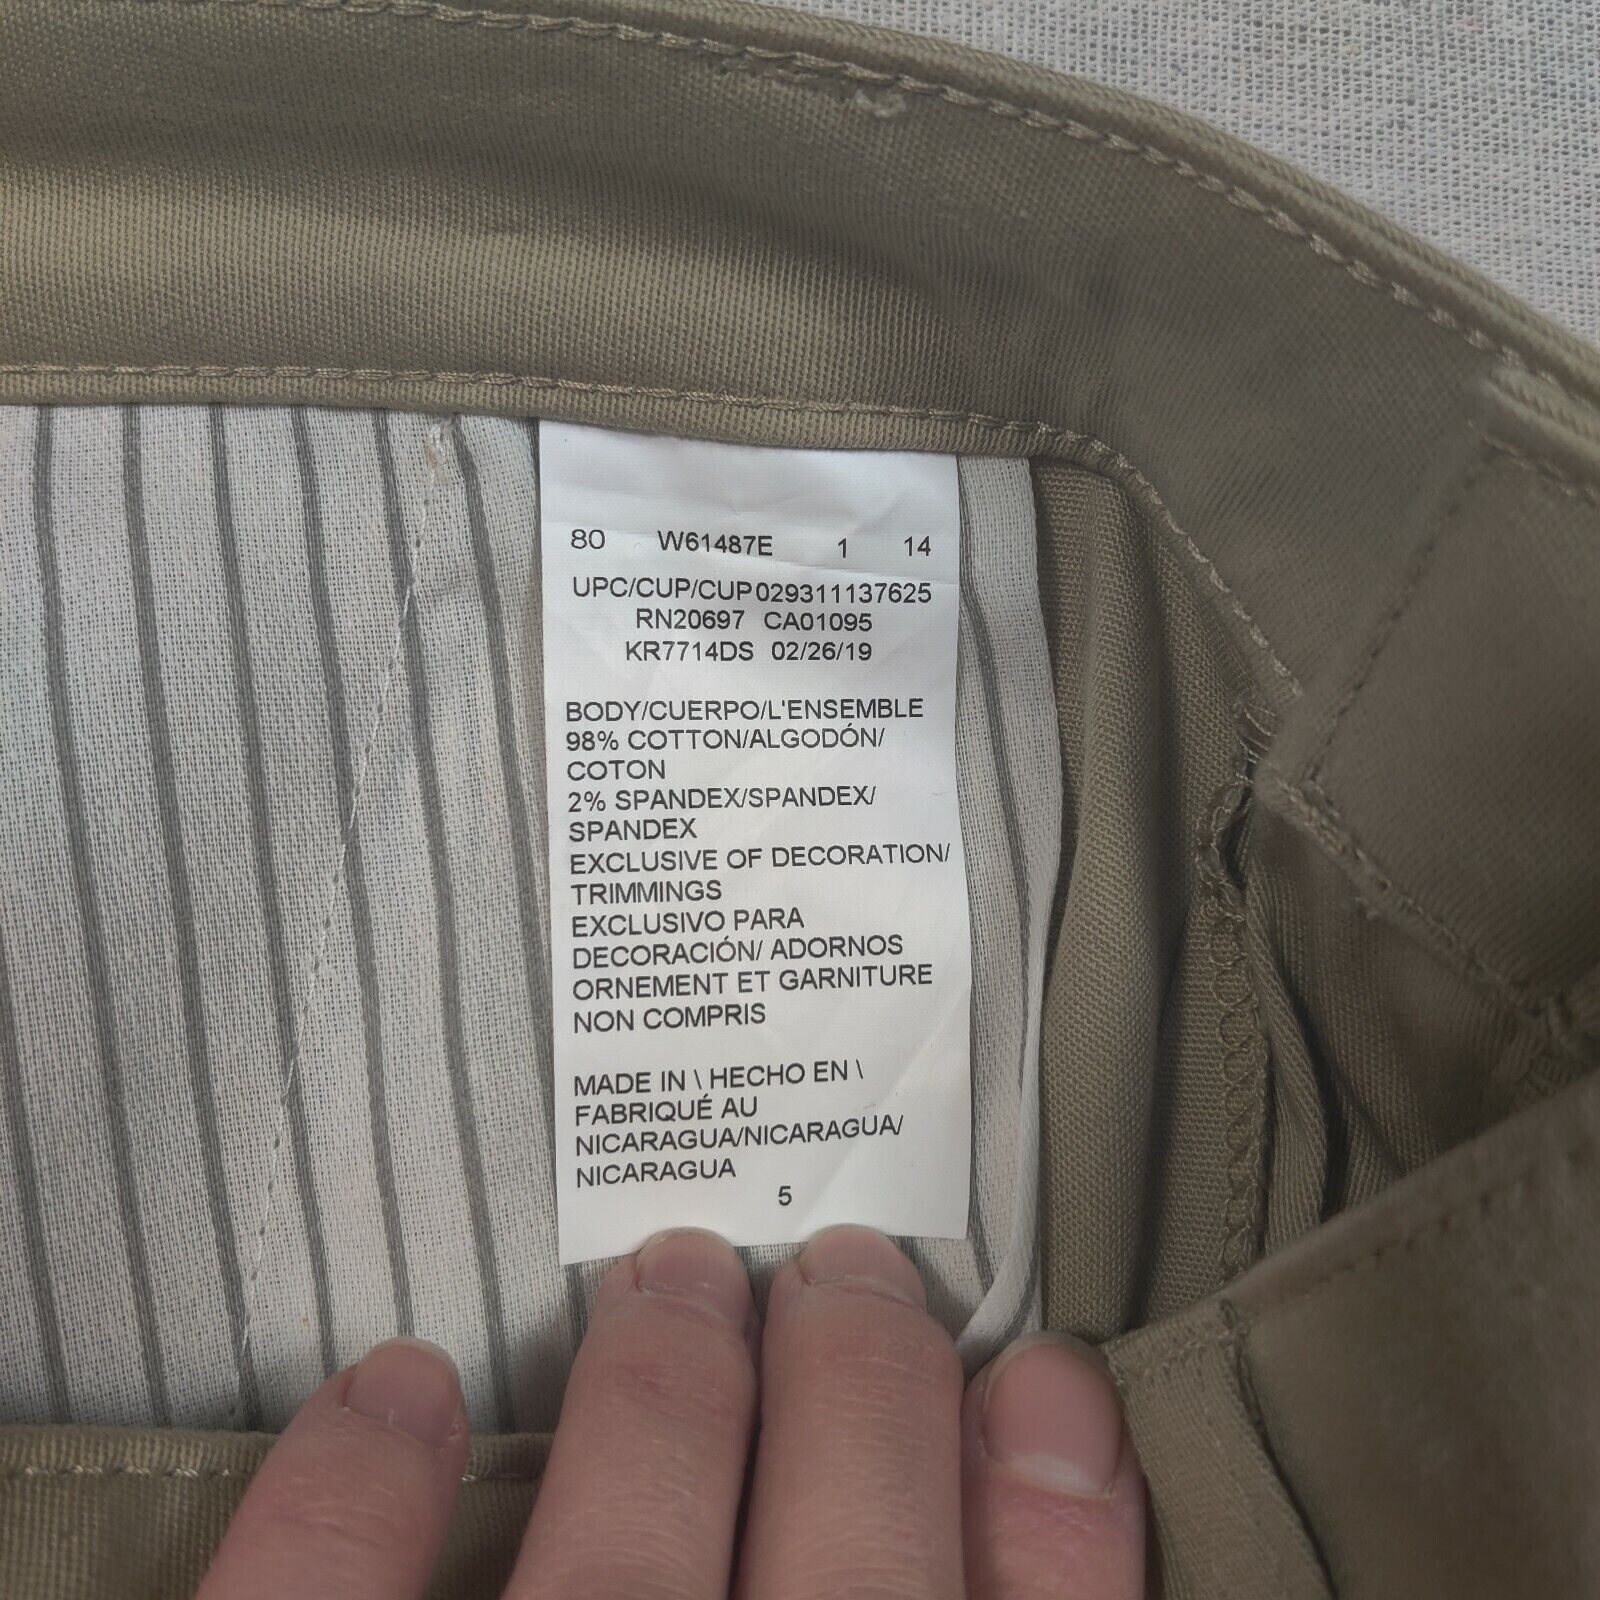 80 W61487E 1 14
UPC/CUP/CUP029311137625
RN20697 CA01095
KR7714DS 02/26/19
BODY/CUERPO/L'ENSEMBLE
98% COTTON/ALGODÓN/
COTON
2% SPANDEX/SPANDEX/
SPANDEX
EXCLUSIVE OF DECORATION/
TRIMMINGS
EXCLUSIVO PARA
DECORACIÓN/ ADORNOS
ORNEMENT ET GARNITURE
NON COMPRIS
MADE IN \ HECHO EN \
FABRIQUÉ AU
NICARAGUA/NICARAGUA/
NICARAGUA
5